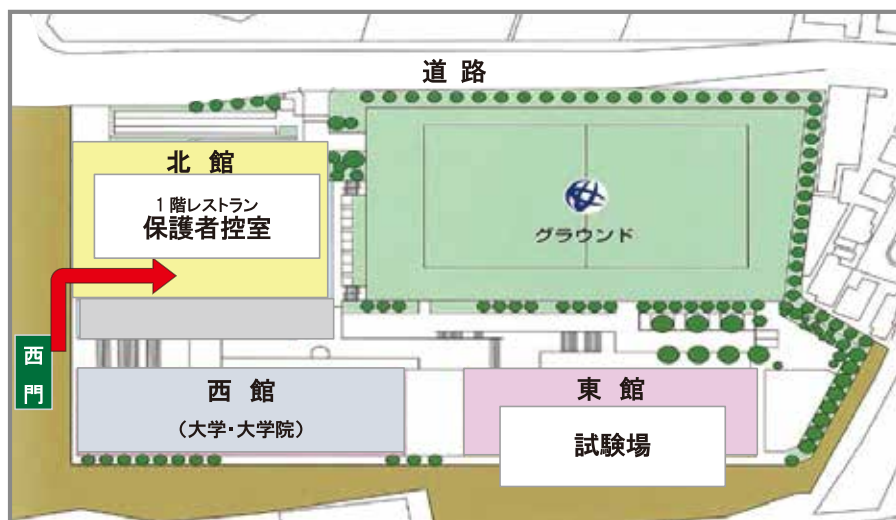 道 路
北 館
1階レストラン
保護者控室
グラウンド
西門
西 館
（大学・大学院）
東 館
試験場